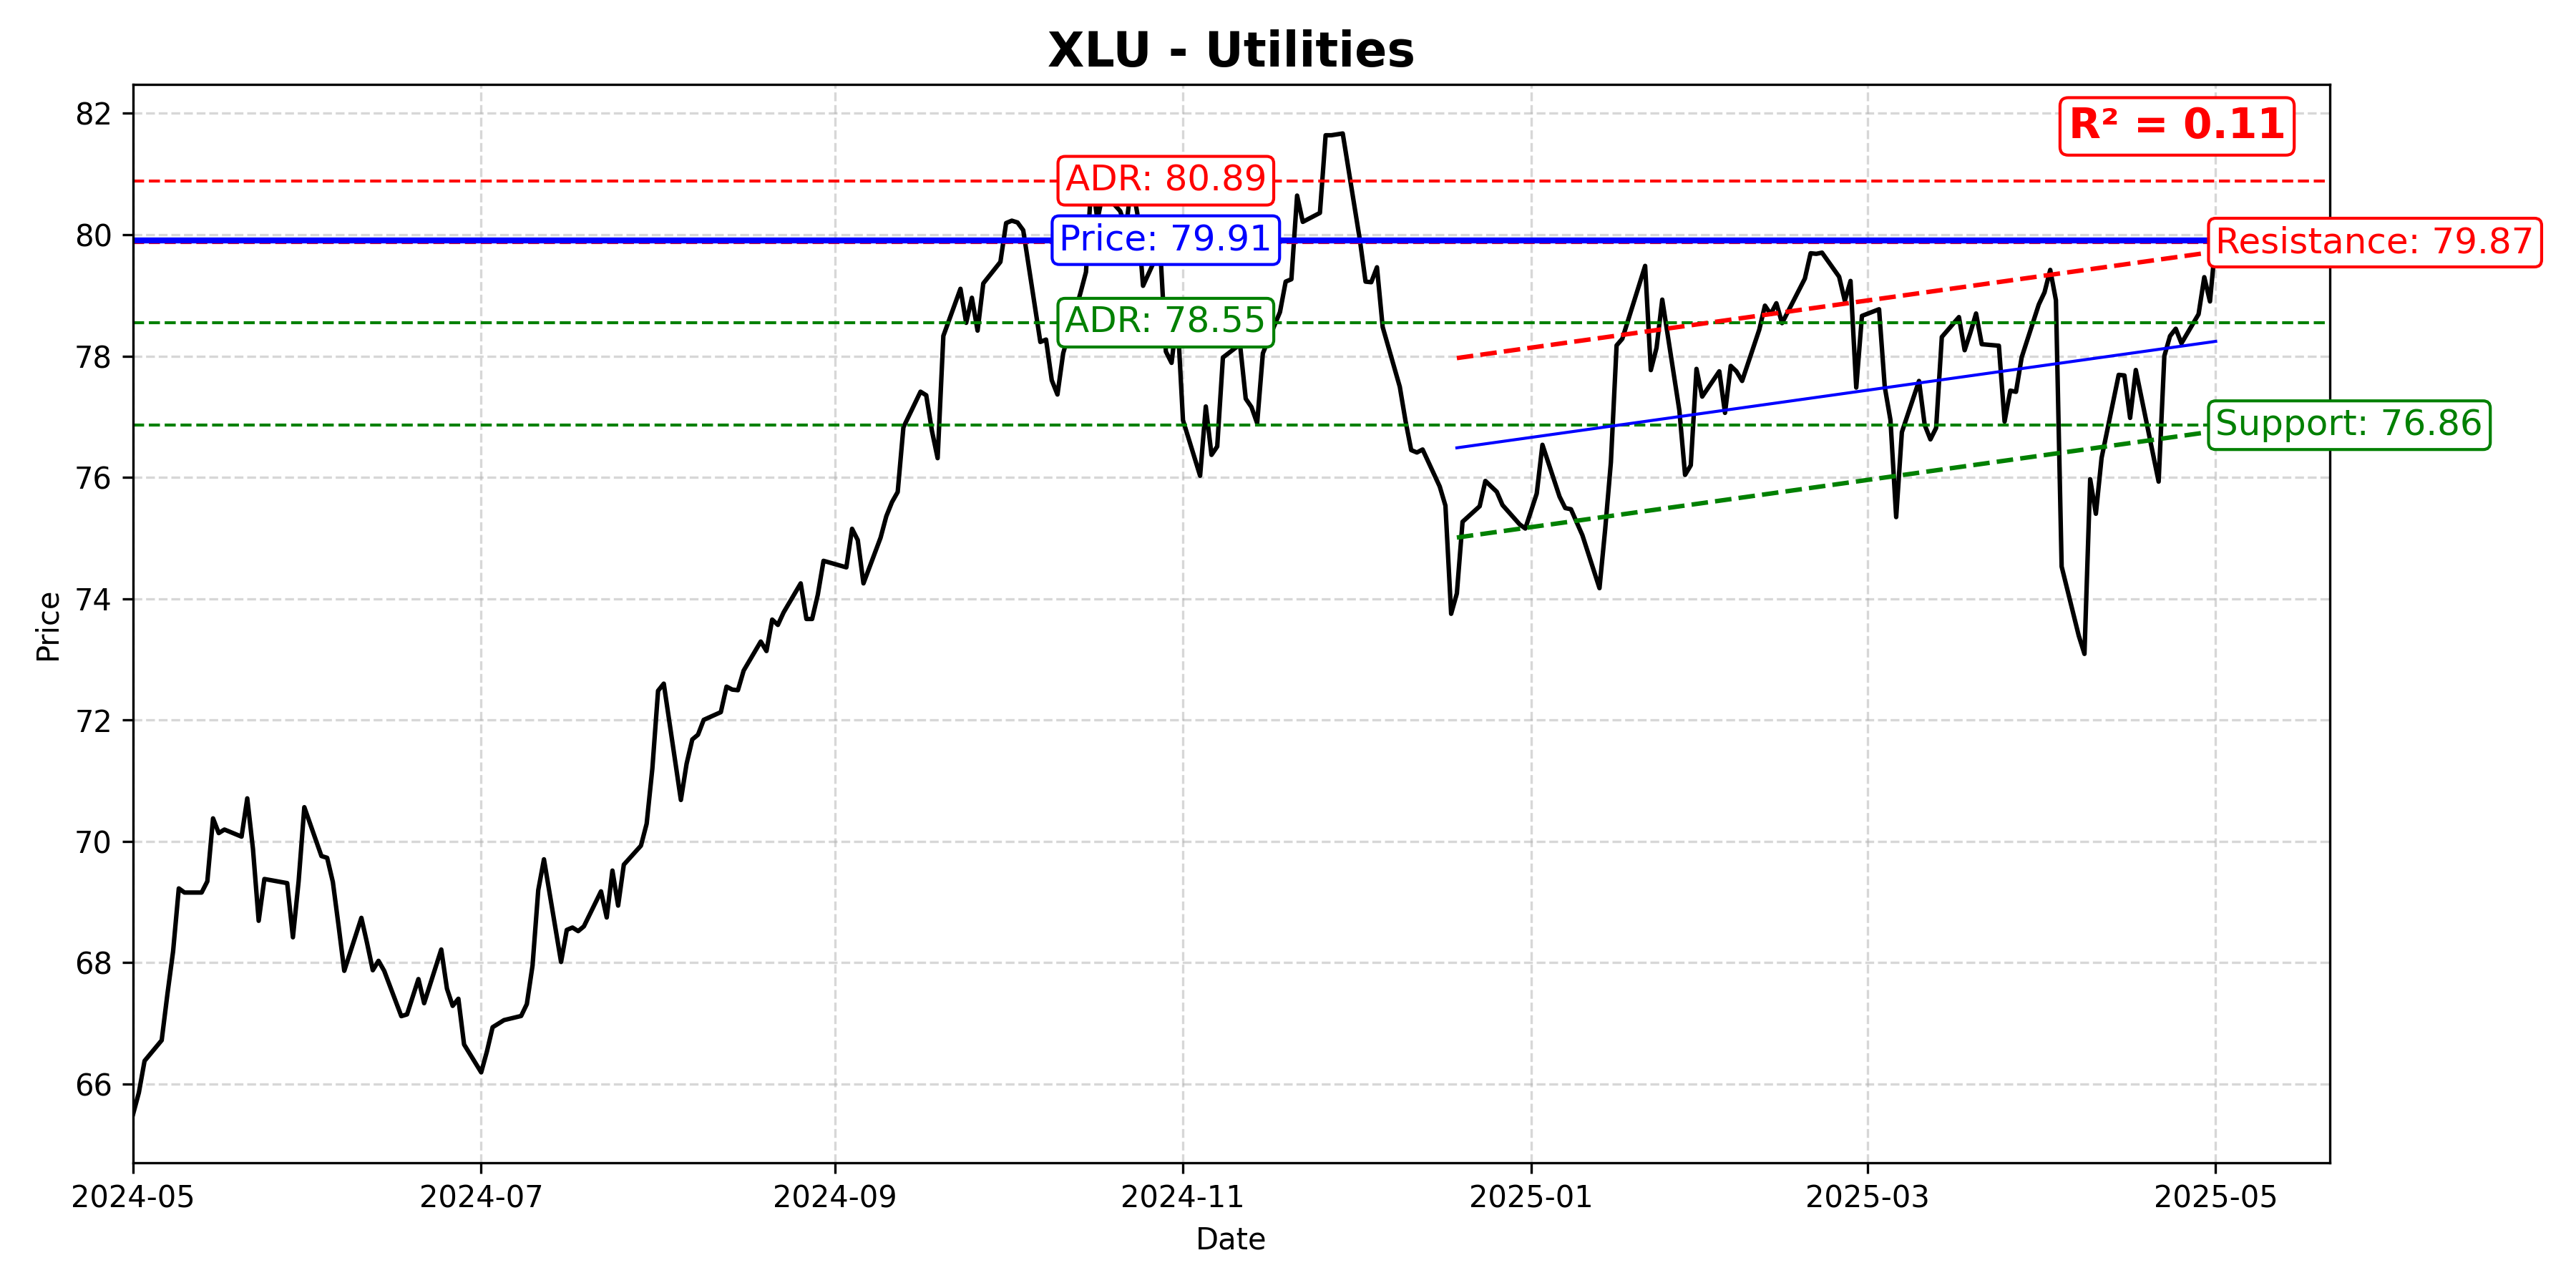 XLU - Utilities
R² = 0.11
ADR: 80.89
Price: 79.91
Resistance: 79.87
ADR: 78.55
Support: 76.86
82
80
78
76
74
72
70
68
66
Price
2024-05
2024-07
2024-09
2024-11
2025-01
2025-03
2025-05
Date